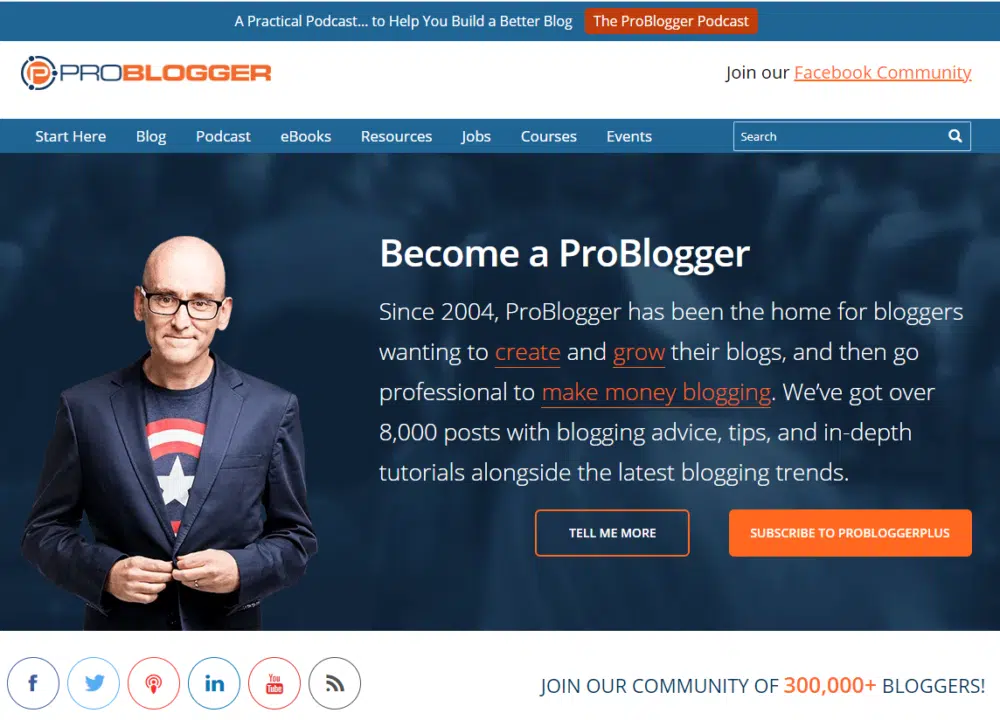 A Practical Podcast... to Help You Build a Better Blog The ProBlogger Podcast
PROBLOGGER
Join our Facebook Community
Start Here Blog Podcast eBooks Resources Jobs Courses Events Search
Become a ProBlogger
Since 2004, ProBlogger has been the home for bloggers
wanting to create and grow their blogs, and then go
professional to make money blogging. We’ve got over
8,000 posts with blogging advice, tips, and in-depth
tutorials alongside the latest blogging trends.
TELL ME MORE SUBSCRIBE TO PROBLOGGERPLUS
You
Tube
JOIN OUR COMMUNITY OF 300,000+ BLOGGERS!